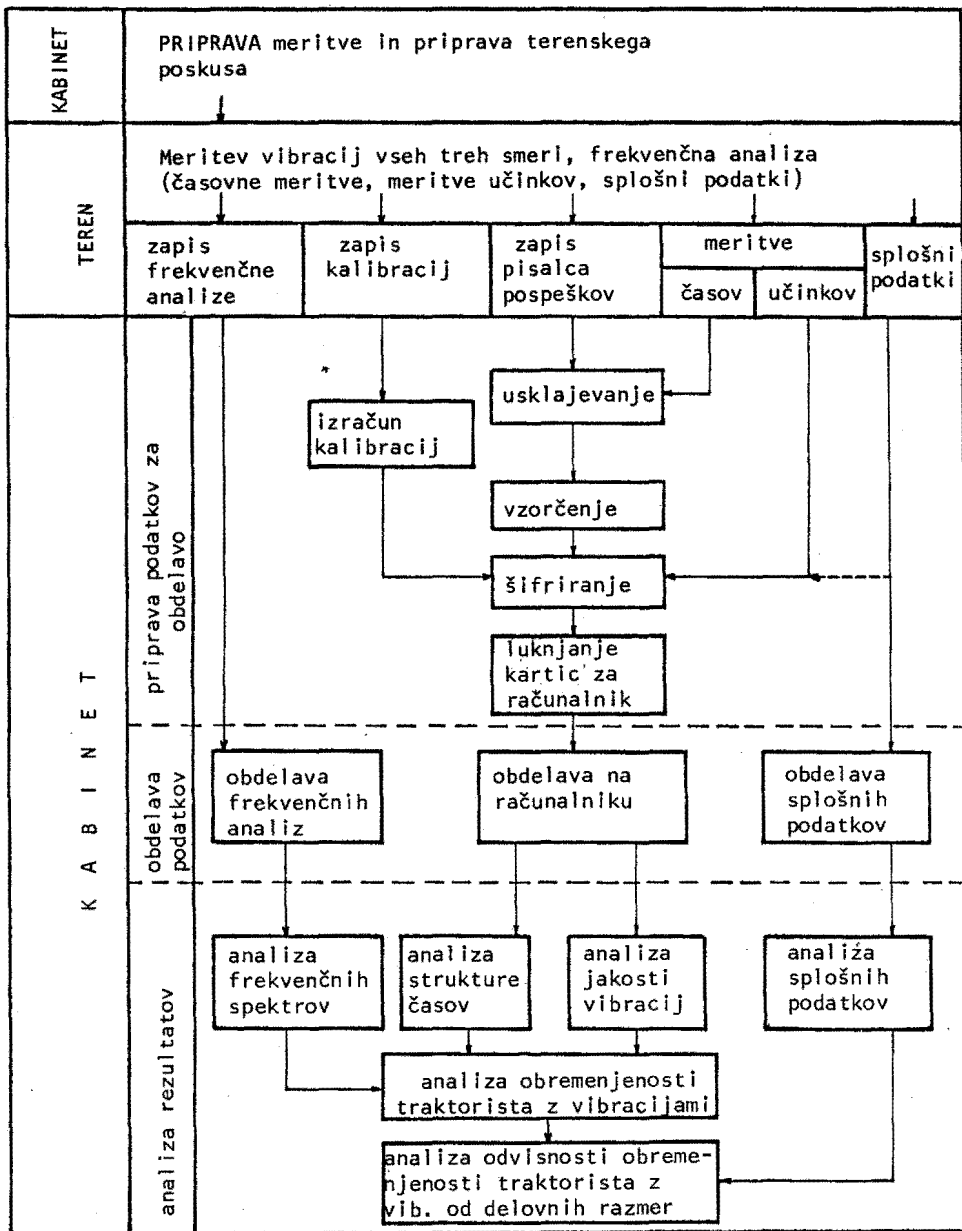 KABINET
PRIPRAVA meritve in priprava terenskega
poskusa
TEREN
Meritev vibracij vseh treh smeri, frekvenčna analiza
(časovne meritve, meritve učinkov, splošni podatki)
zapis
frekvenčne
analize
zapis
kalibracij
zapis
pisalca
pospeškov
meritve
časov
učinkov
splošni
podatki
KABINET
priprava podatkov za
obdelavo
usklajevanje
izračun
kalibracij
vzorčenje
šifriranje
luknjanje
kartic za
računalnik
obdelava
podatkov
obdelava
frekvenčnih
analiz
obdelava na
računalniku
obdelava
splošnih
podatkov
analiza rezultatov
analiza
frekvenčnih
spektrov
analiza
strukture
časov
analiza
jakosti
vibracij
analiza
splošnih
podatkov
analiza obremenjenosti
traktorista z vibracijami
analiza odvisnosti obreme-
njenosti traktorista z
vib. od delovnih razmer